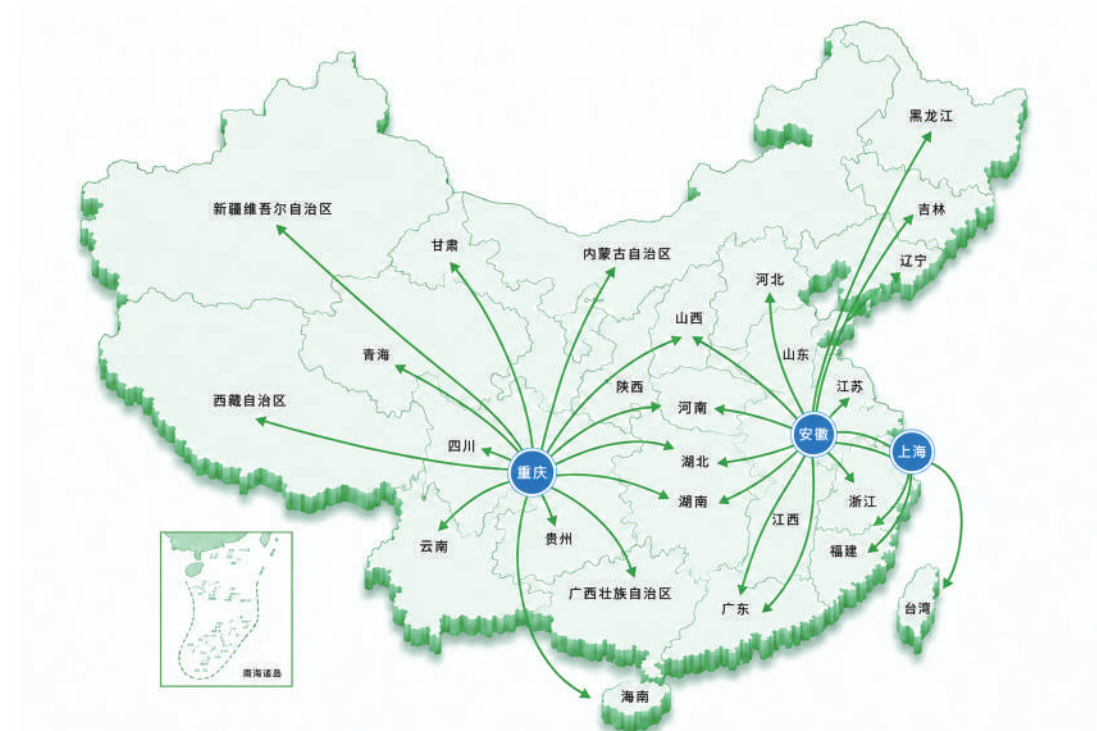 黑龙江
新疆维吾尔自治区
吉林
甘肃
内蒙古自治区
辽宁
河北
山西
青海
山东
陕西
江苏
西藏自治区
河南
安徽
四川
上海
湖北
重庆
湖南
浙江
江西
云南
贵州
福建
广西壮族自治区
广东
台湾
南海诸岛
海南